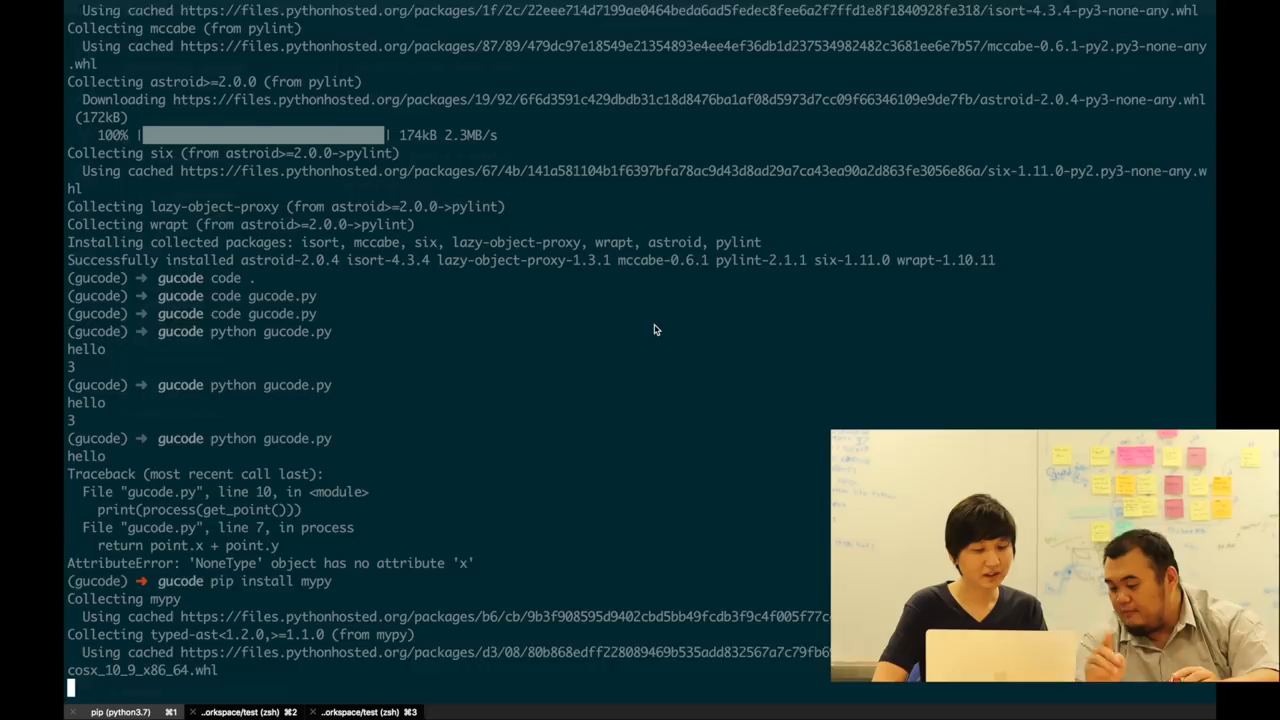 Using cached https://files.pythonhosted.org/packages/1f/2c/22eee714d7199ae0464beda6ad5fedec8fee6a2f7ffd1e8f1840928fe318/isort-4.3.4-py3-none-any.whl
Collecting mccabe (from pylint)
Using cached https://files.pythonhosted.org/packages/87/89/479dc97e18549e21354893e4ee4ef36db1d237534982482c3681ee6e7b57/mccabe-0.6.1-py2.py3-none-any
.whl
Collecting astroid>=2.0.0 (from pylint)
Downloading https://files.pythonhosted.org/packages/19/92/6f6d3591c429dbdb31c18d8476ba1af08d5973d7cc09f66346109e9de7fb/astroid-2.0.4-py3-none-any.whl
(172kB)
100% |████████████████████████████████| 174kB 2.3MB/s
Collecting six (from astroid>=2.0.0->pylint)
Using cached https://files.pythonhosted.org/packages/67/4b/141a581104b1f6397bfa78ac9d43d8ad29a7ca43ea90a2d863fe3056e86a/six-1.11.0-py2.py3-none-any.w
hl
Collecting lazy-object-proxy (from astroid>=2.0.0->pylint)
Collecting wrapt (from astroid>=2.0.0->pylint)
Installing collected packages: isort, mccabe, six, lazy-object-proxy, wrapt, astroid, pylint
Successfully installed astroid-2.0.4 isort-4.3.4 lazy-object-proxy-1.3.1 mccabe-0.6.1 pylint-2.1.1 six-1.11.0 wrapt-1.10.11
(gucode) ➜ gucode code .
(gucode) ➜ gucode code gucode.py
(gucode) ➜ gucode code gucode.py
(gucode) ➜ gucode python gucode.py
hello
3
(gucode) ➜ gucode python gucode.py
hello
3
(gucode) ➜ gucode python gucode.py
hello
Traceback (most recent call last):
File "gucode.py", line 10, in <module>
print(process(get_point()))
File "gucode.py", line 7, in process
return point.x + point.y
AttributeError: 'NoneType' object has no attribute 'x'
(gucode) ➜ gucode pip install mypy
Collecting mypy
Using cached https://files.pythonhosted.org/packages/b6/cb/9b3f908595d9402cbd5bb49fcdb3f9c4f005f77c
Collecting typed-ast<1.2.0,>=1.1.0 (from mypy)
Using cached https://files.pythonhosted.org/packages/d3/08/80b868edff228089469b535add832567a7c79fb6
cosx_10_9_x86_64.whl
pip (python3.7) ⌘1 ..orkspace/test (zsh) ⌘2 ..orkspace/test (zsh) ⌘3